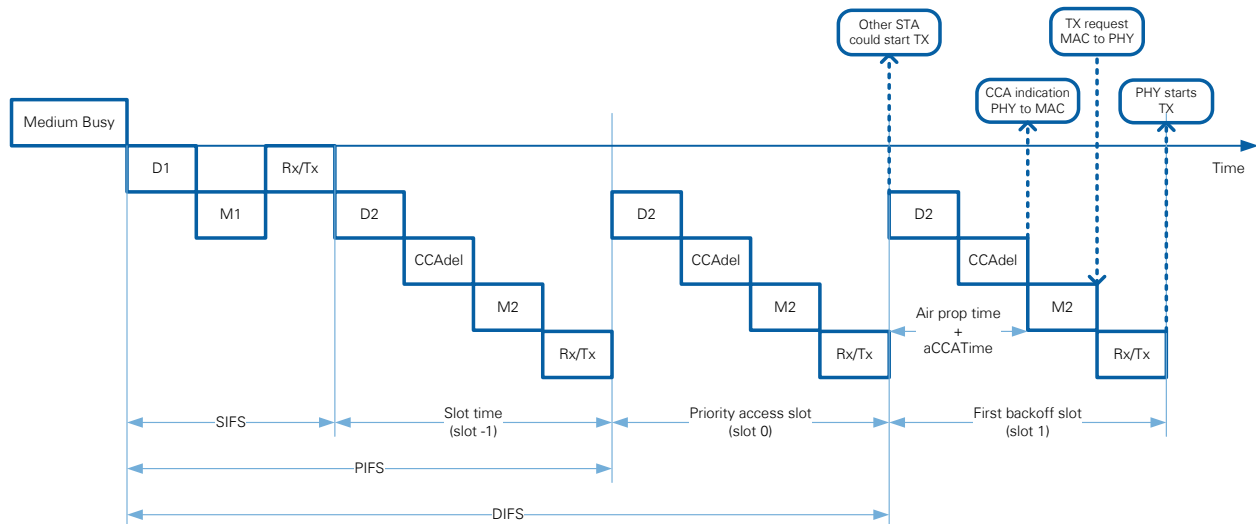 Other STA
could start TX
TX request
MAC to PHY
CCA indication
PHY to MAC
PHY starts
TX
Medium Busy
Time
D1
M1
Rx/Tx
D2
CCAdel
M2
Rx/Tx
D2
CCAdel
M2
Rx/Tx
D2
CCAdel
M2
Rx/Tx
Air prop time
+
aCCATime
SIFS
Slot time
(slot -1)
Priority access slot
(slot 0)
First backoff slot
(slot 1)
PIFS
DIFS